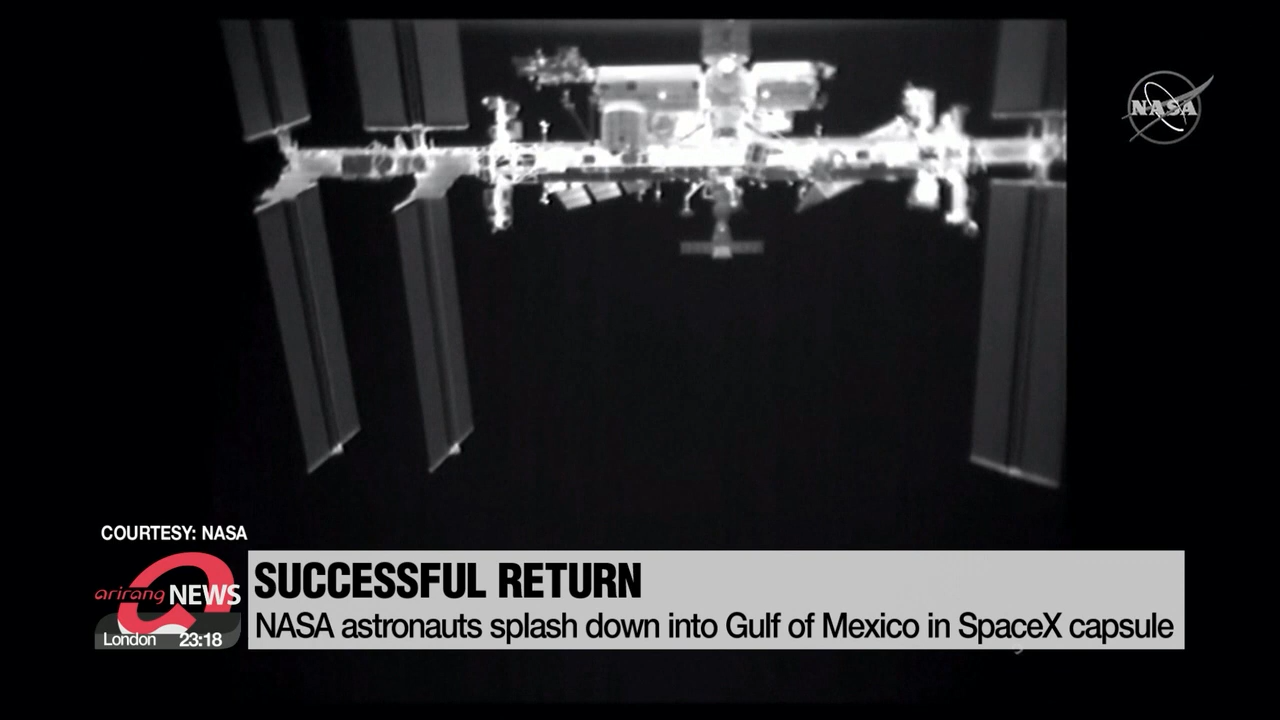 NASA
COURTESY: NASA
SUCCESSFUL RETURN
arirang NEWS
NASA astronauts splash down into Gulf of Mexico in SpaceX capsule
London 23:18